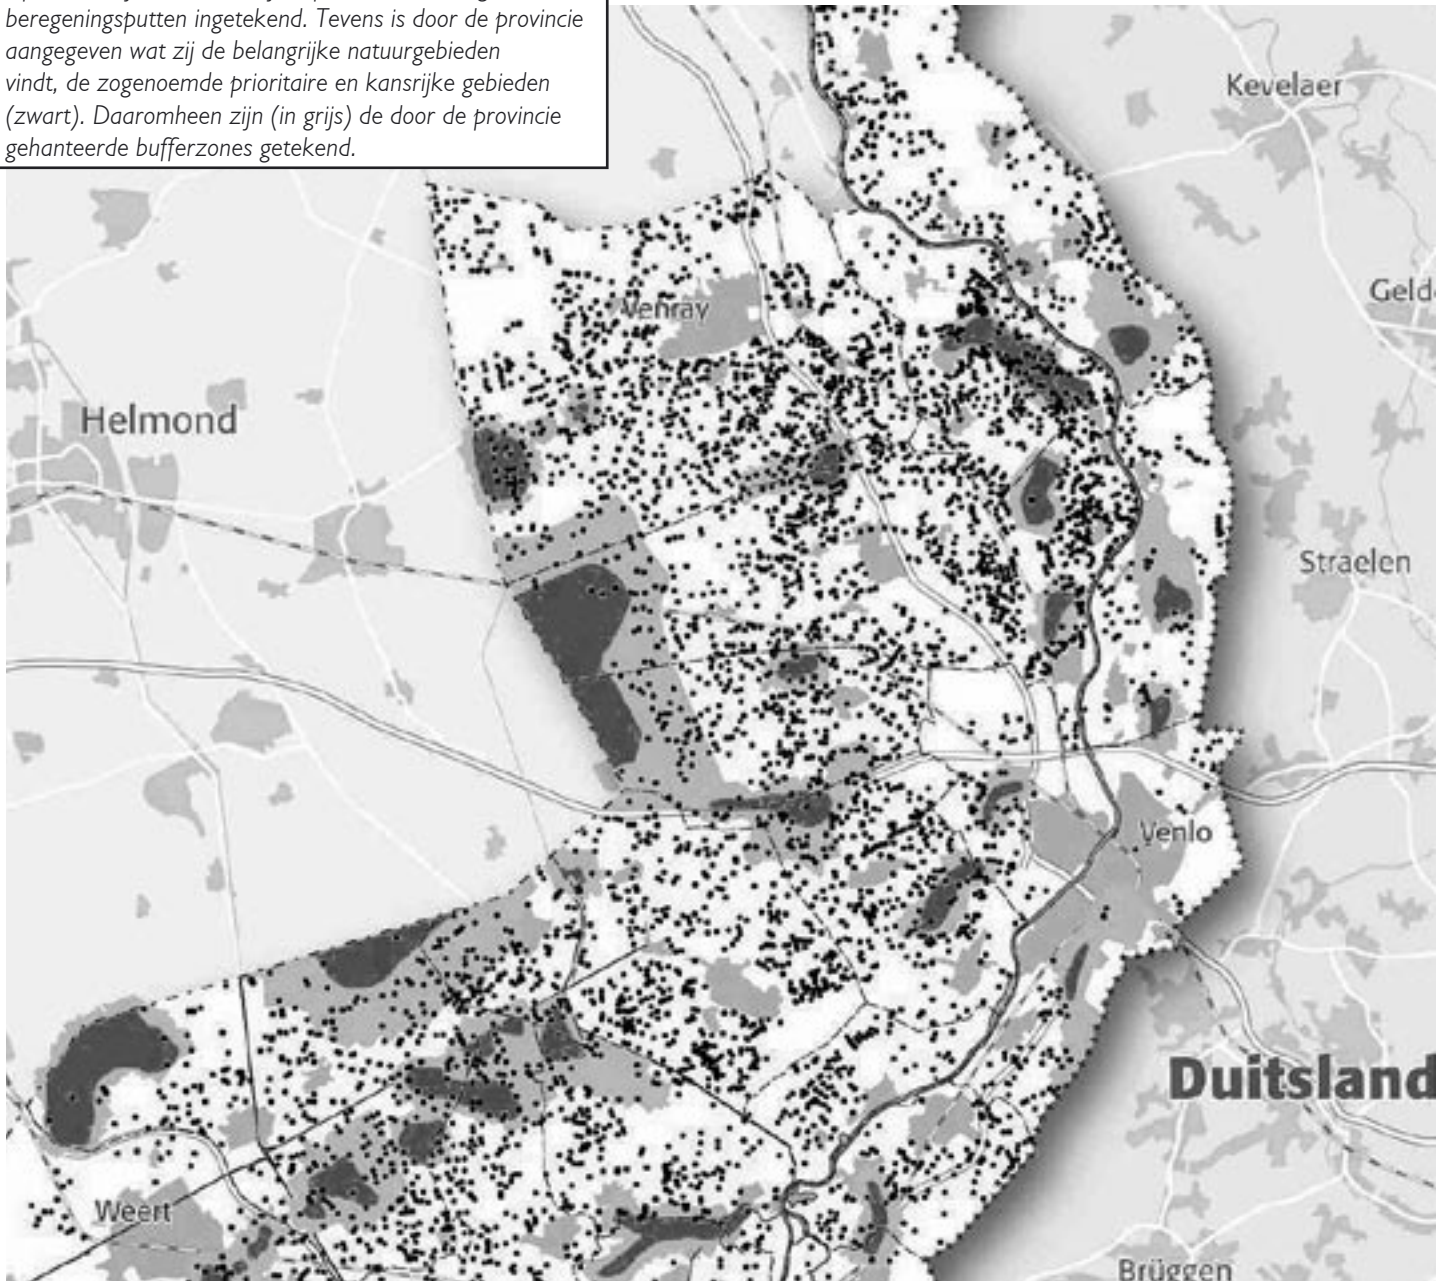 beregeningsputten ingetekend. Tevens is door de provincie
aangegeven wat zij de belangrijke natuurgebieden
vindt, de zogenoemde prioritaire en kansrijke gebieden
(zwart). Daaromheen zijn (in grijs) de door de provincie
gehanteerde bufferzones getekend.
Kevelaer
Venray
Helmond
Straelen
Venlo
Duitsland
Weert
Brüggen